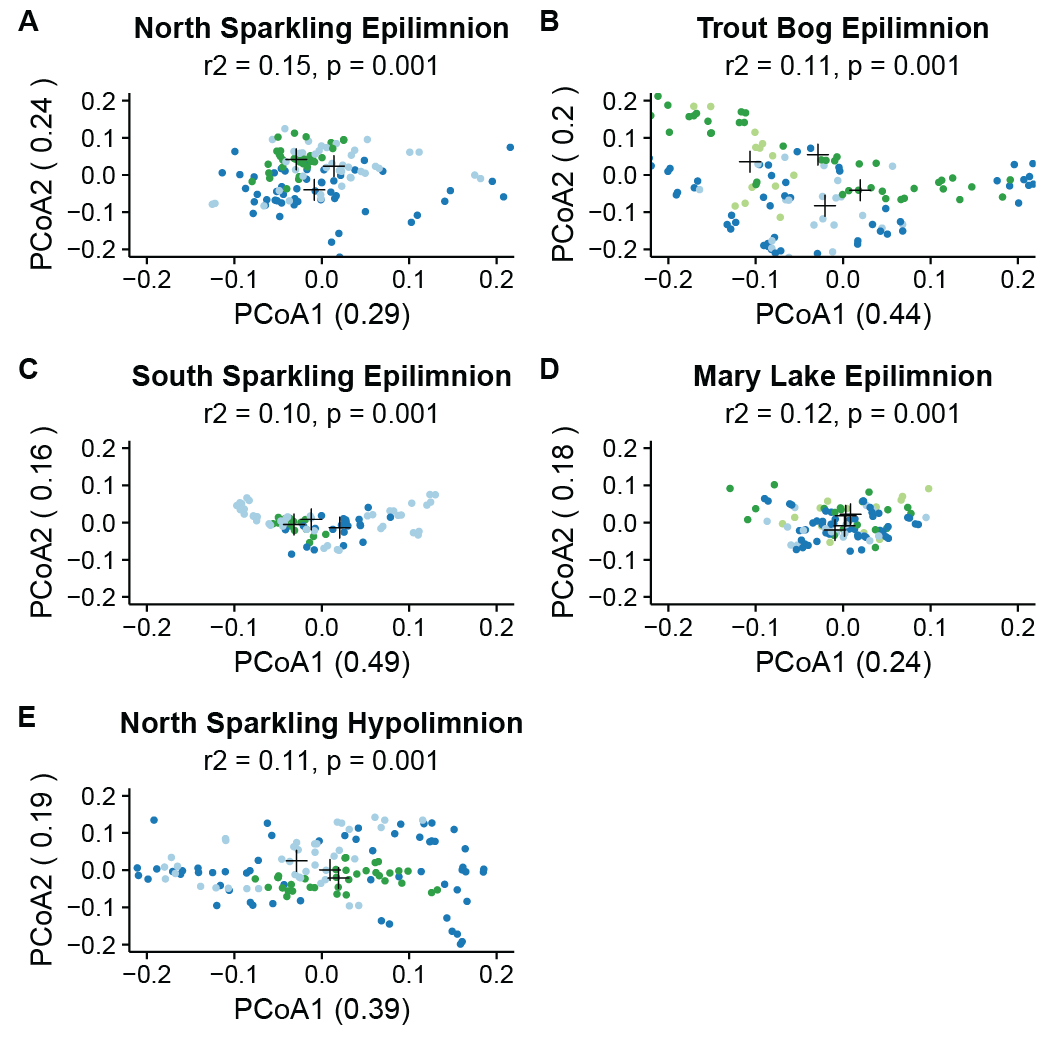 A
North Sparkling Epilimnion
r2 = 0.15, p = 0.001
PCoA2 ( 0.24 )
0.2
0.1
0.0
−0.1
−0.2
−0.2 −0.1 0.0 0.1 0.2
PCoA1 (0.29)
B
Trout Bog Epilimnion
r2 = 0.11, p = 0.001
PCoA2 ( 0.2 )
0.2
0.1
0.0
−0.1
−0.2
−0.2 −0.1 0.0 0.1 0.2
PCoA1 (0.44)
C
South Sparkling Epilimnion
r2 = 0.10, p = 0.001
PCoA2 ( 0.16 )
0.2
0.1
0.0
−0.1
−0.2
−0.2 −0.1 0.0 0.1 0.2
PCoA1 (0.49)
D
Mary Lake Epilimnion
r2 = 0.12, p = 0.001
PCoA2 ( 0.18 )
0.2
0.1
0.0
−0.1
−0.2
−0.2 −0.1 0.0 0.1 0.2
PCoA1 (0.24)
E
North Sparkling Hypolimnion
r2 = 0.11, p = 0.001
PCoA2 ( 0.19 )
0.2
0.1
0.0
−0.1
−0.2
−0.2 −0.1 0.0 0.1 0.2
PCoA1 (0.39)